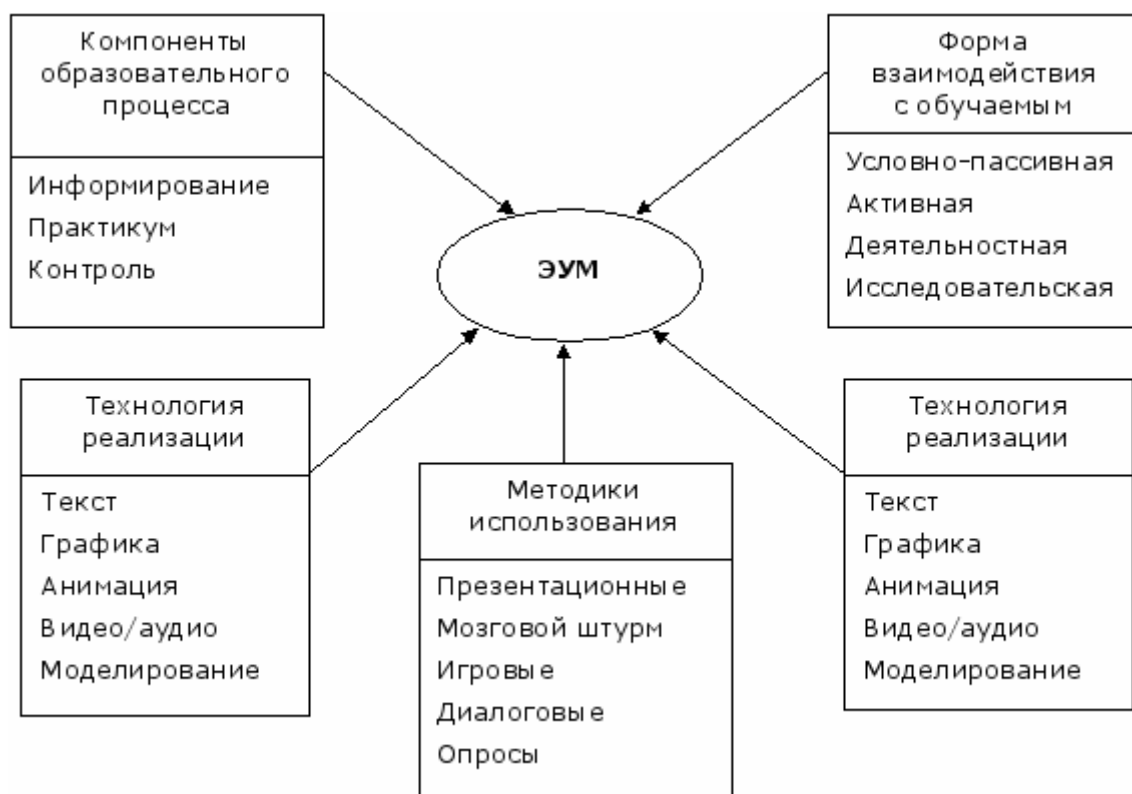 Компоненты
образовательного
процесса
Информирование
Практикум
Контроль
Форма
взаимодействия
с обучаемым
Условно-пассивная
Активная
Деятельностная
Исследовательская
ЭУМ
Технология
реализации
Текст
Графика
Анимация
Видео/аудио
Моделирование
Методики
использования
Презентационные
Мозговой штурм
Игровые
Диалоговые
Опросы
Технология
реализации
Текст
Графика
Анимация
Видео/аудио
Моделирование